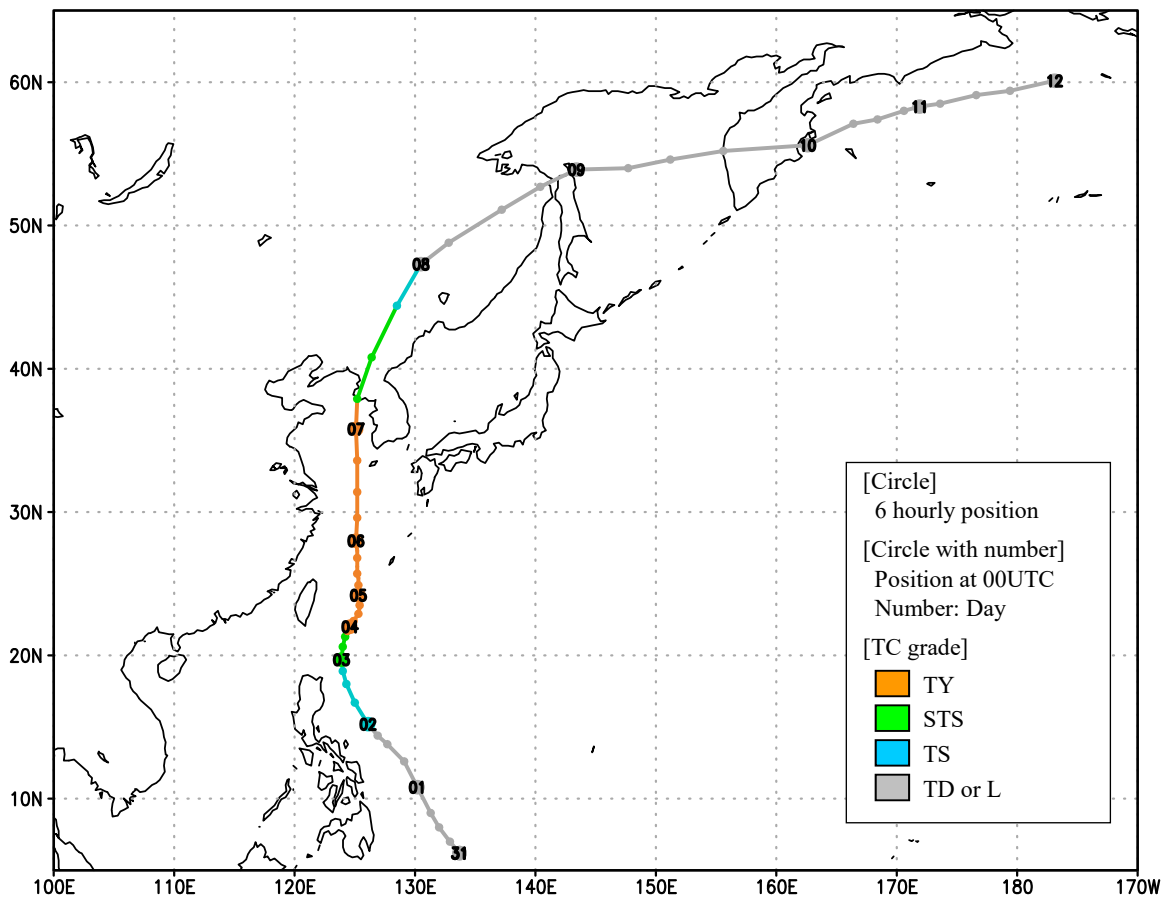 60N
50N
40N
30N
20N
10N
12
11
10
09
08
07
06
05
04
03
02
01
31
[Circle]
6 hourly position
[Circle with number]
Position at 00UTC
Number: Day
[TC grade]
TY
STS
TS
TD or L
100E 110E 120E 130E 140E 150E 160E 170E 180 170W